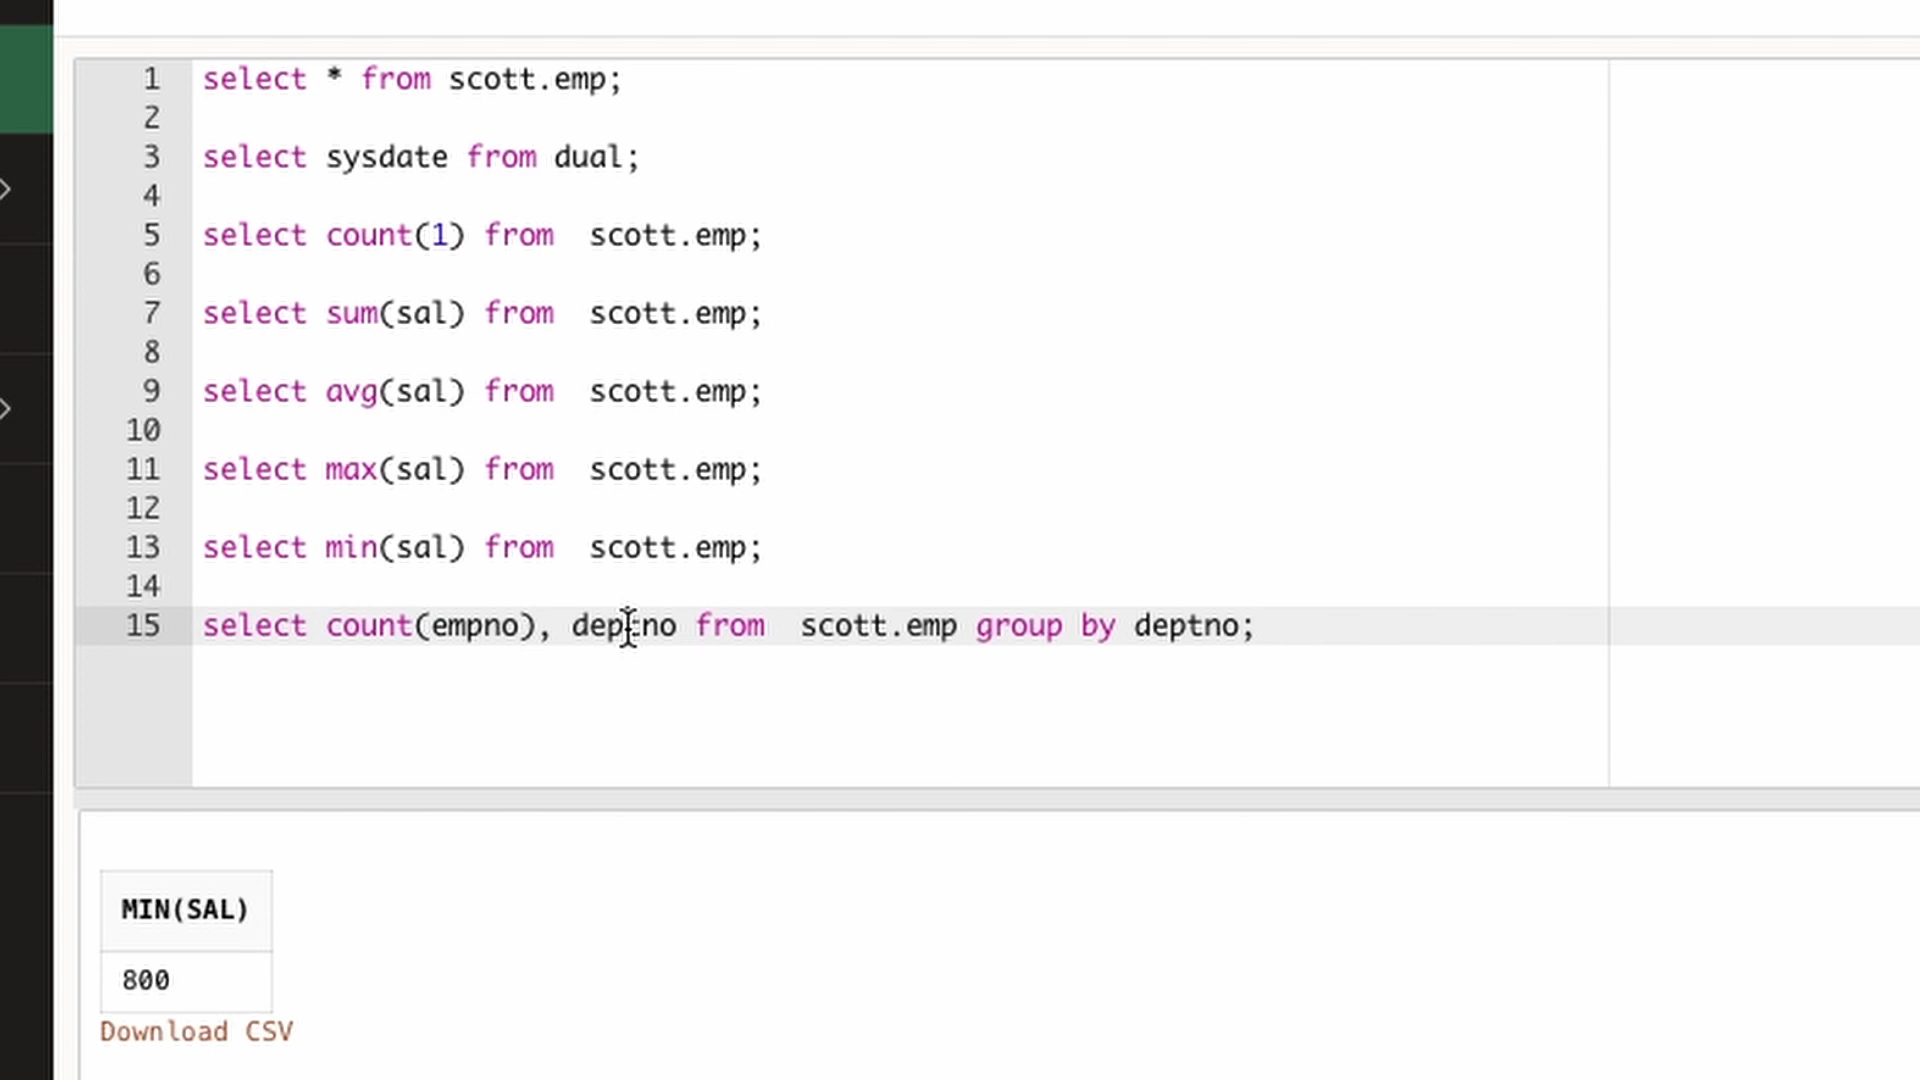 1 select * from scott.emp;
2
3 select sysdate from dual;
4
5 select count(1) from  scott.emp;
6
7 select sum(sal) from  scott.emp;
8
9 select avg(sal) from  scott.emp;
10
11 select max(sal) from  scott.emp;
12
13 select min(sal) from  scott.emp;
14
15 select count(empno), deptno from  scott.emp group by deptno;
MIN(SAL)
800
Download CSV